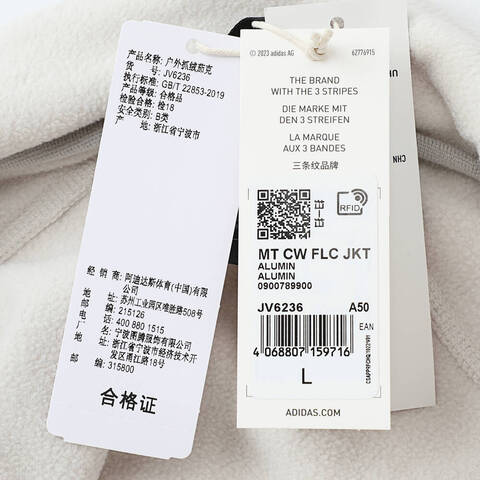 产品名称: 户外抓绒茄克
货 号: JV6236
执行标准: GB/T 22853-2019
产品等级: 合格品
检验合格: 检18
安全类别: B类
产 地: 浙江省宁波市
经 销 商: 阿迪达斯体育(中国)有限
公司
地 址: 苏州工业园区唯胜路508号
邮 编: 215126
电 话: 400 880 1515
厂 名: 宁波图腾服饰有限公司
地 址: 浙江省宁波市经济技术开
发区甬江路18号
邮 编: 315800
合格证
© 2023 adidas AG
62776915
THE BRAND
WITH THE 3 STRIPES
DIE MARKE MIT
DEN 3 STREIFEN
LA MARQUE
AUX 3 BANDES
三条纹品牌
RFID
MT CW FLC JKT
ALUMIN
ALUMIN
0900789900
JV6236 A50
EAN
4 068807 159716
L
ADIDAS.COM
CHN